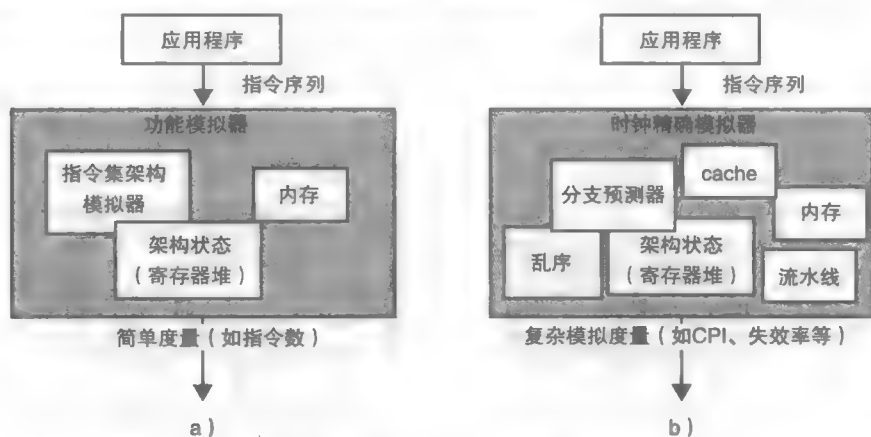 应用程序
指令序列
功能模拟器
指令集架构
模拟器
内存
架构状态
（寄存器堆）
简单度量（如指令数）
a）
应用程序
指令序列
时钟精确模拟器
cache
分支预测器
内存
架构状态
（寄存器堆）
乱序
流水线
复杂模拟度量（如CPI、失效率等）
b）